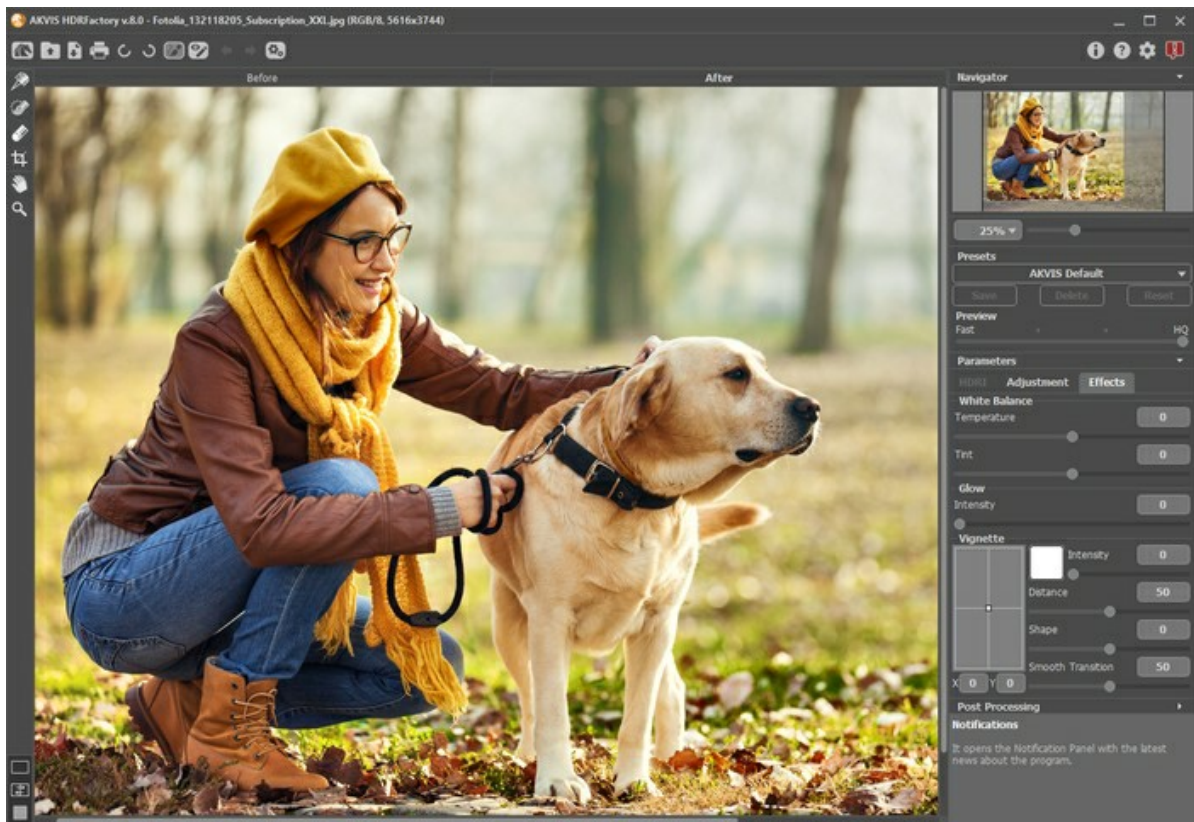 AKVIS HDRFactory v.8.0 - Fotolia_132118205_Subscription_XXL.jpg (RGB/8, 5616x3744)
Before
After
Navigator
25%
Presets
AKVIS Default
Save Delete Reset
Preview
Fast HQ
Parameters
HDRI Adjustment Effects
White Balance
Temperature 0
Tint 0
Glow
Intensity 0
Vignette
Intensity 0
Distance 50
Shape 0
Smooth Transition 50
X 0 Y 0
Post Processing
Notifications
It opens the Notification Panel with the latest
news about the program.